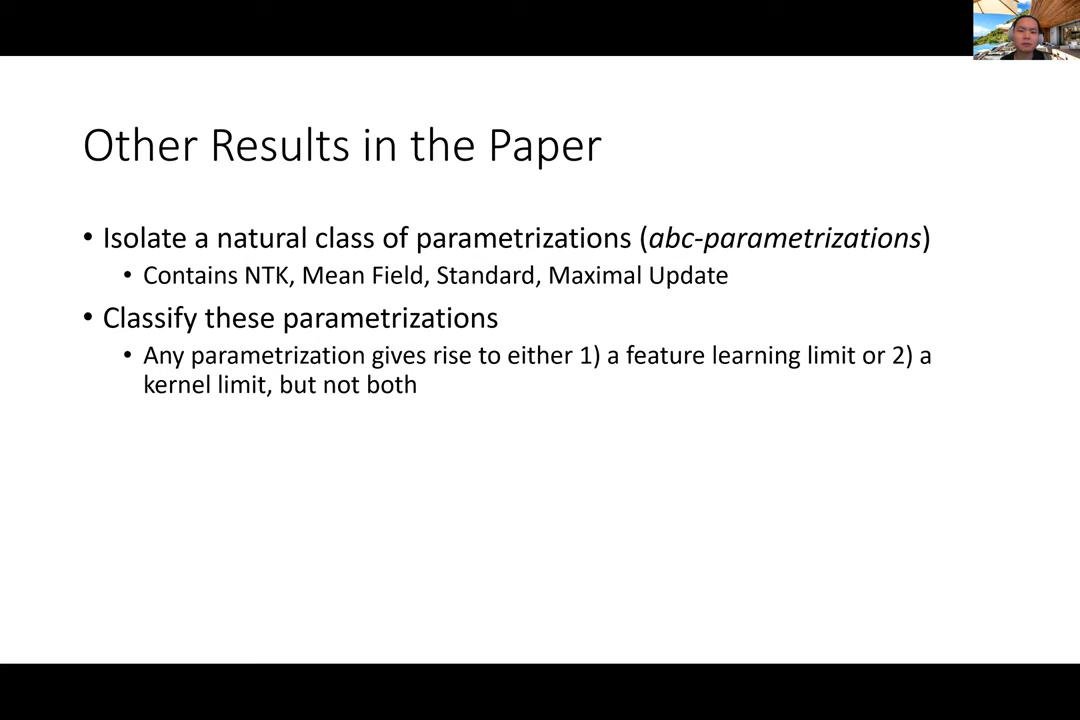 Other Results in the Paper
• Isolate a natural class of parametrizations (abc-parametrizations)
• Contains NTK, Mean Field, Standard, Maximal Update
• Classify these parametrizations
• Any parametrization gives rise to either 1) a feature learning limit or 2) a
kernel limit, but not both